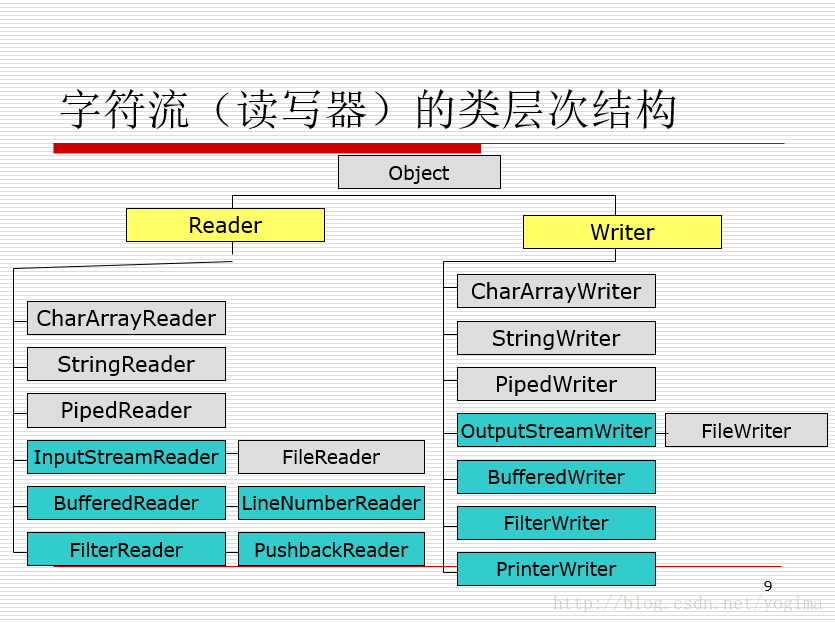 字符流（读写器）的类层次结构
Object
Reader
Writer
CharArrayReader
StringReader
PipedReader
InputStreamReader
FileReader
BufferedReader
LineNumberReader
FilterReader
PushbackReader
CharArrayWriter
StringWriter
PipedWriter
OutputStreamWriter
FileWriter
BufferedWriter
FilterWriter
PrinterWriter
9
http://blog.csdn.net/yogima